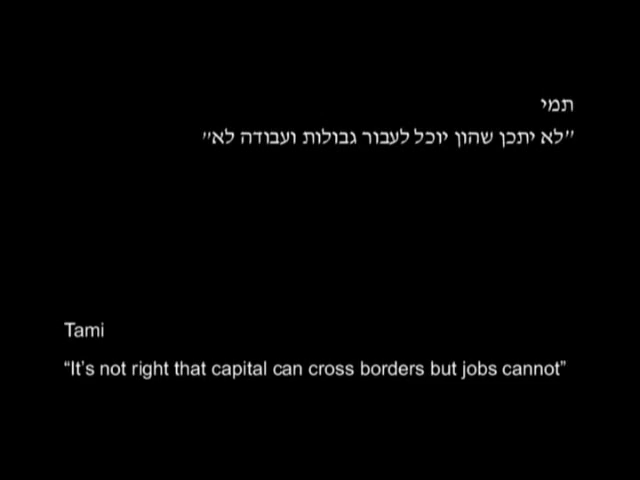 תמי
"לא יתכן שהון יוכל לעבור גבולות ועבודה לא"
Tami
“It’s not right that capital can cross borders but jobs cannot”